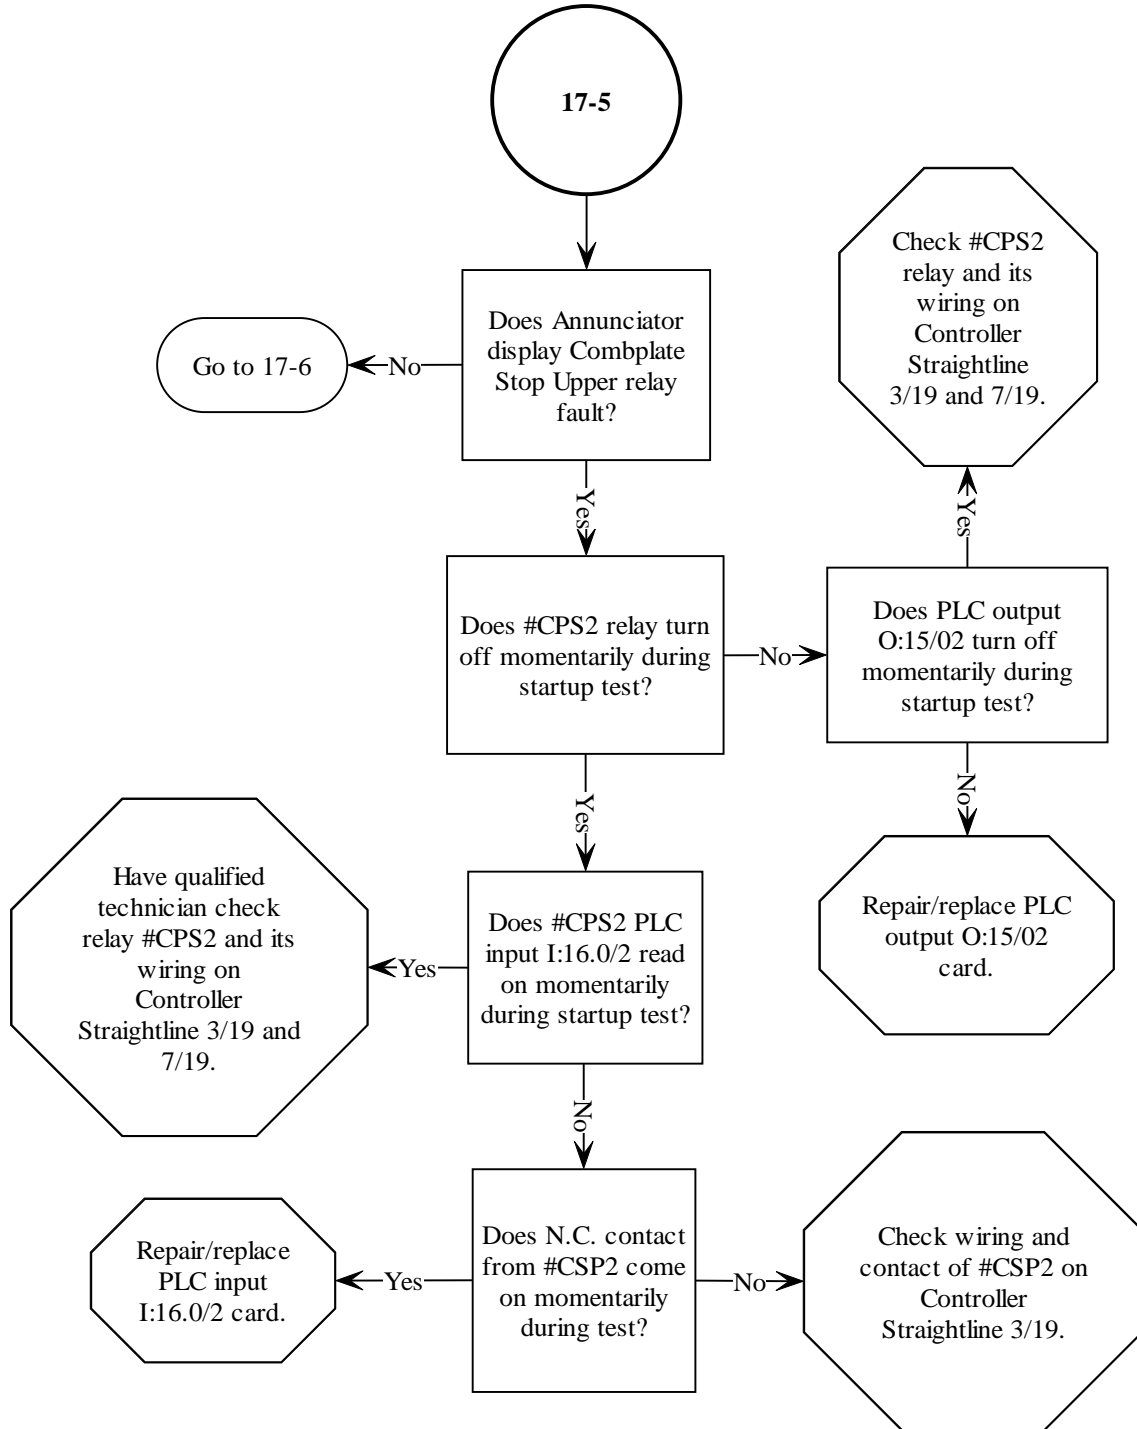 17-5
Check #CPS2
relay and its
wiring on
Controller
Straightline
3/19 and 7/19.
Does Annunciator
display Combplate
Stop Upper relay
fault?
No
Go to 17-6
Yes
Yes
Does #CPS2 relay turn
off momentarily during
startup test?
No
Does PLC output
O:15/02 turn off
momentarily during
startup test?
Yes
No
Have qualified
technician check
relay #CPS2 and its
wiring on
Controller
Straightline 3/19 and
7/19.
Yes
Does #CPS2 PLC
input I:16.0/2 read
on momentarily
during startup test?
Repair/replace PLC
output O:15/02
card.
No
Repair/replace
PLC input
I:16.0/2 card.
Yes
Does N.C. contact
from #CSP2 come
on momentarily
during test?
No
Check wiring and
contact of #CSP2 on
Controller
Straightline 3/19.